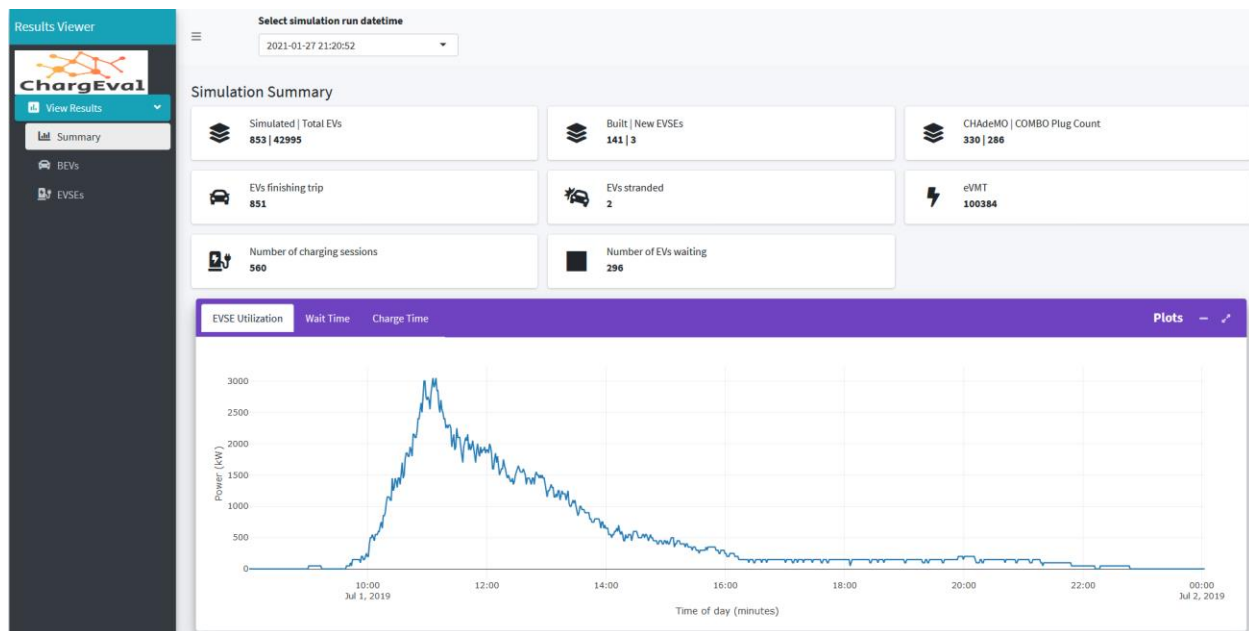 Results Viewer
ChargEval
View Results
Summary
BEVs
EVSEs
Select simulation run datetime
2021-01-27 21:20:52
Simulation Summary
Simulated | Total EVs
853 | 42995
Built | New EVSEs
141 | 3
CHAdeMO | COMBO Plug Count
330 | 286
EVs finishing trip
851
EVs stranded
2
eVMT
100384
Number of charging sessions
560
Number of EVs waiting
296
EVSE Utilization Wait Time Charge Time Plots
Power (kW)
3000
2500
2000
1500
1000
500
0
10:00 12:00 14:00 16:00 18:00 20:00 22:00 00:00
Jul 1, 2019 Jul 2, 2019
Time of day (minutes)